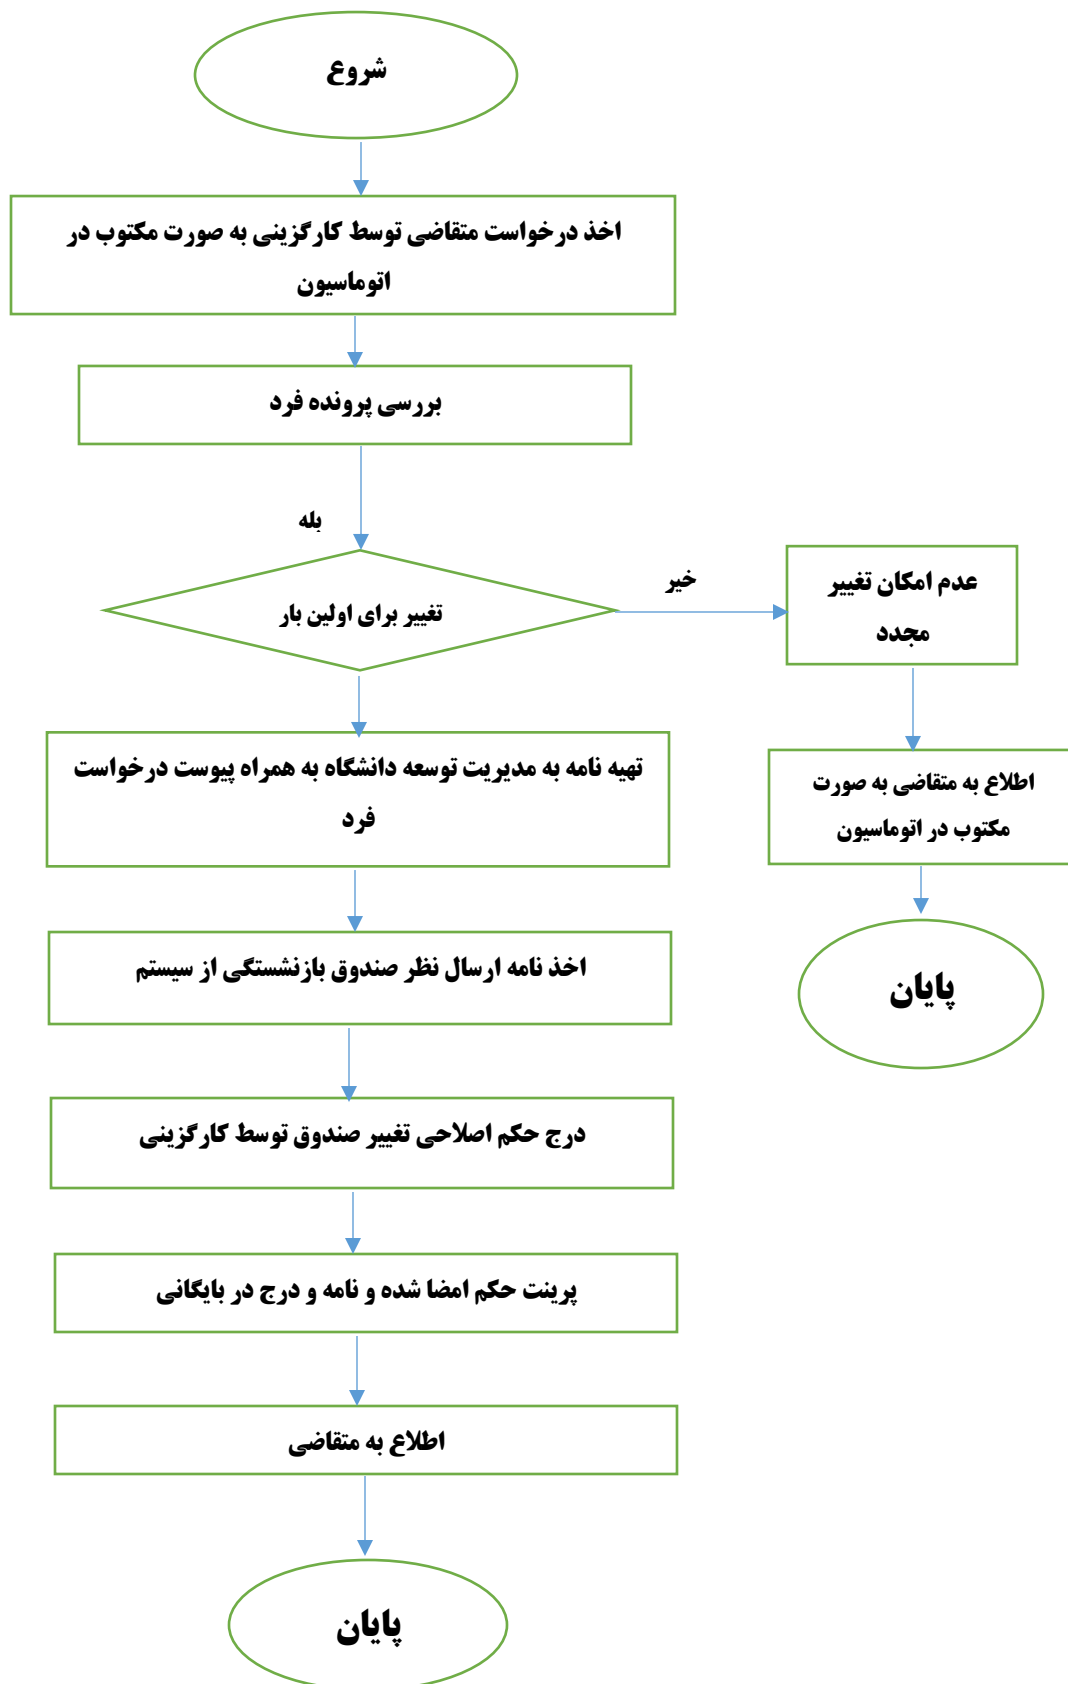 شروع
اخذ درخواست متقاضی توسط کارگزینی به صورت مکتوب در
اتوماسیون
بررسی پرونده فرد
بله
تغییر برای اولین بار
خیر
عدم امکان تغییر
مجدد
اطلاع به متقاضی به صورت
مکتوب در اتوماسیون
پایان
تهیه نامه به مدیریت توسعه دانشگاه به همراه پیوست درخواست
فرد
اخذ نامه ارسال نظر صندوق بازنشستگی از سیستم
درج حکم اصلاحی تغییر صندوق توسط کارگزینی
پرینت حکم امضا شده و نامه و درج در بایگانی
اطلاع به متقاضی
پایان